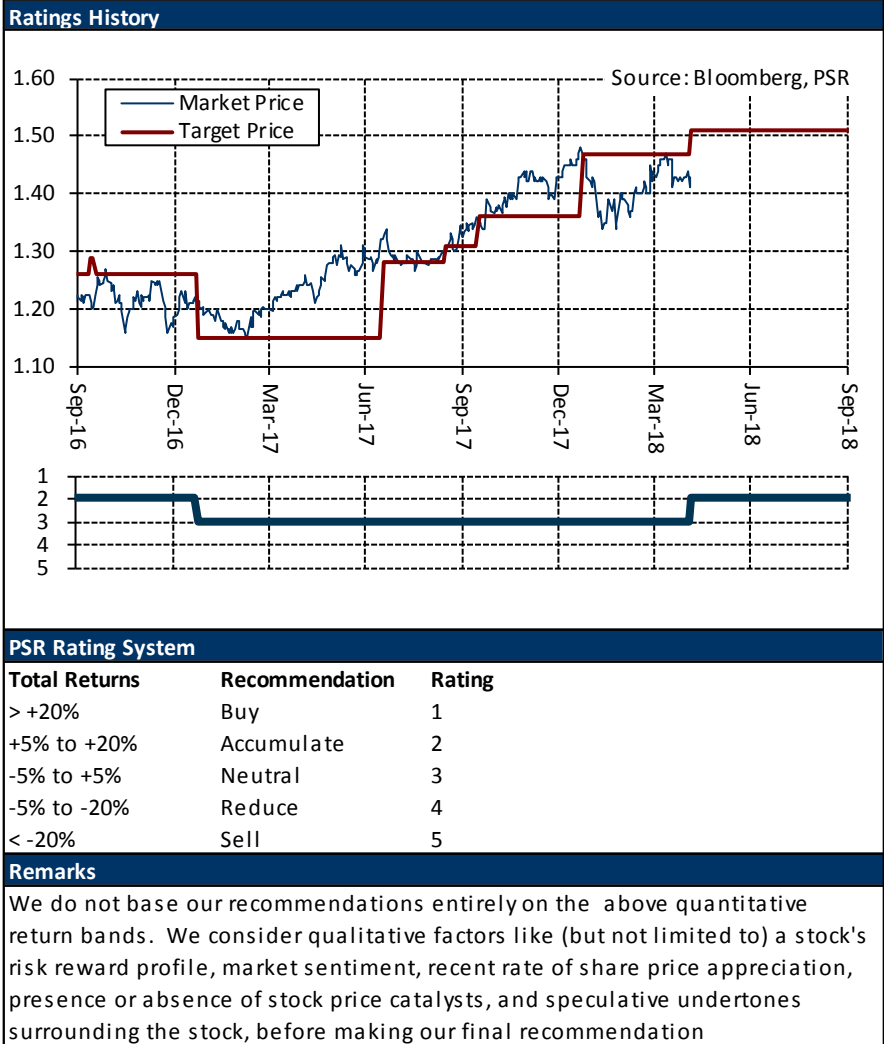 Ratings History
Source: Bloomberg, PSR
Market Price
Target Price
1.60
1.50
1.40
1.30
1.20
1.10
Sep-16
Dec-16
Mar-17
Jun-17
Sep-17
Dec-17
Mar-18
Jun-18
Sep-18
1
2
3
4
5
PSR Rating System
Total Returns Recommendation Rating
> +20% Buy 1
+5% to +20% Accumulate 2
-5% to +5% Neutral 3
-5% to -20% Reduce 4
< -20% Sell 5
Remarks
We do not base our recommendations entirely on the above quantitative
return bands. We consider qualitative factors like (but not limited to) a stock's
risk reward profile, market sentiment, recent rate of share price appreciation,
presence or absence of stock price catalysts, and speculative undertones
surrounding the stock, before making our final recommendation